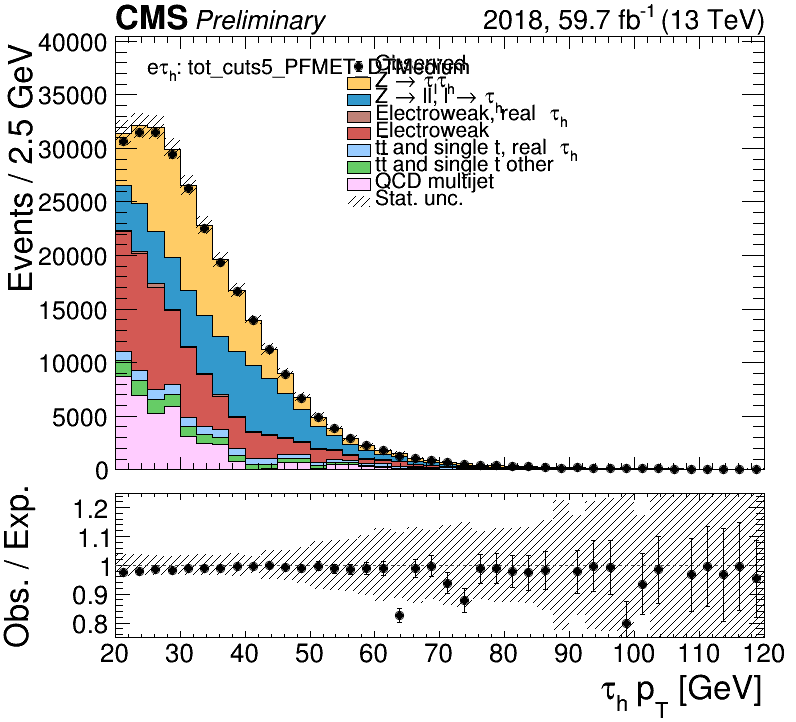 CMS Preliminary 2018, 59.7 fb⁻¹ (13 TeV)
Events / 2.5 GeV
40000
35000
30000
25000
20000
15000
10000
5000
0
eτh: tot_cuts5_PFMET
Medium
Observed
Z → ττh
Z → ll, l → τh
Electroweak, real τh
Electroweak
tt̄ and single t, real τh
tt̄ and single t other
QCD multijet
Stat. unc.
Obs. / Exp.
1.2
1.1
1
0.9
0.8
20 30 40 50 60 70 80 90 100 110 120
τh pT [GeV]